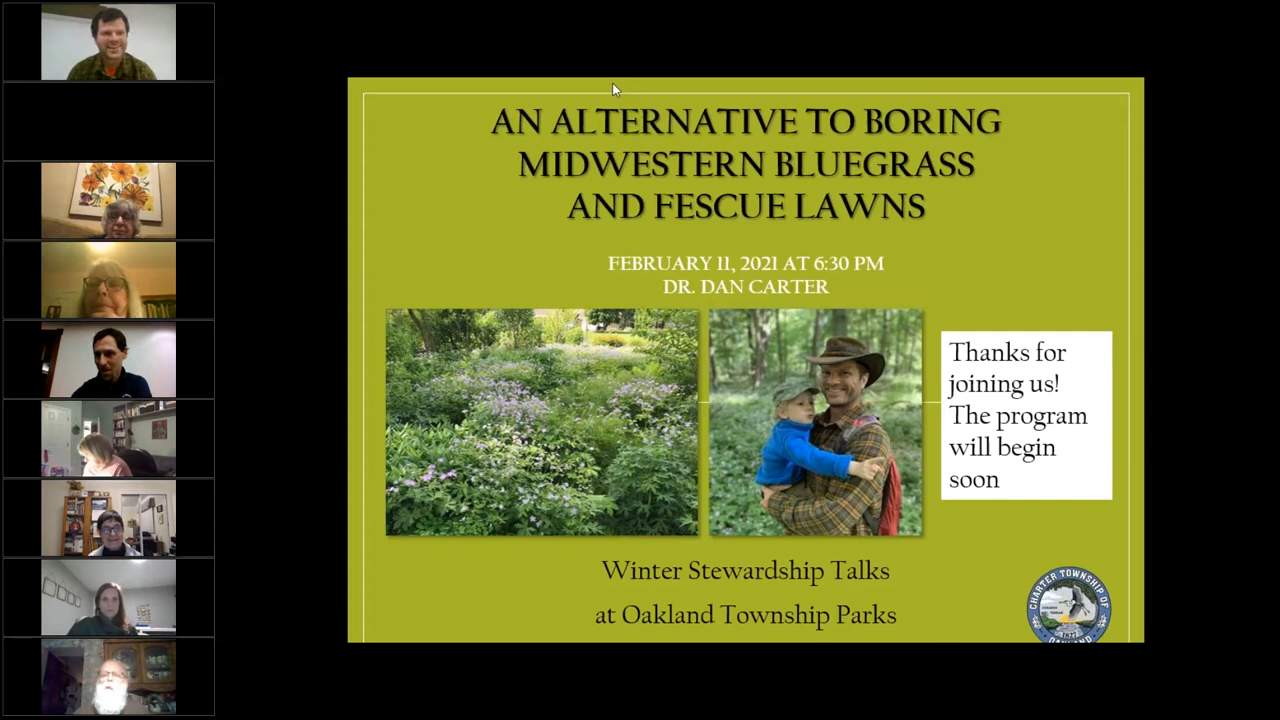 AN ALTERNATIVE TO BORING
MIDWESTERN BLUEGRASS
AND FESCUE LAWNS
FEBRUARY 11, 2021 AT 6:30 PM
DR. DAN CARTER
Thanks for
joining us!
The program
will begin
soon
Winter Stewardship Talks
at Oakland Township Parks
CHARTER TOWNSHIP OF
1827
OAKLAND